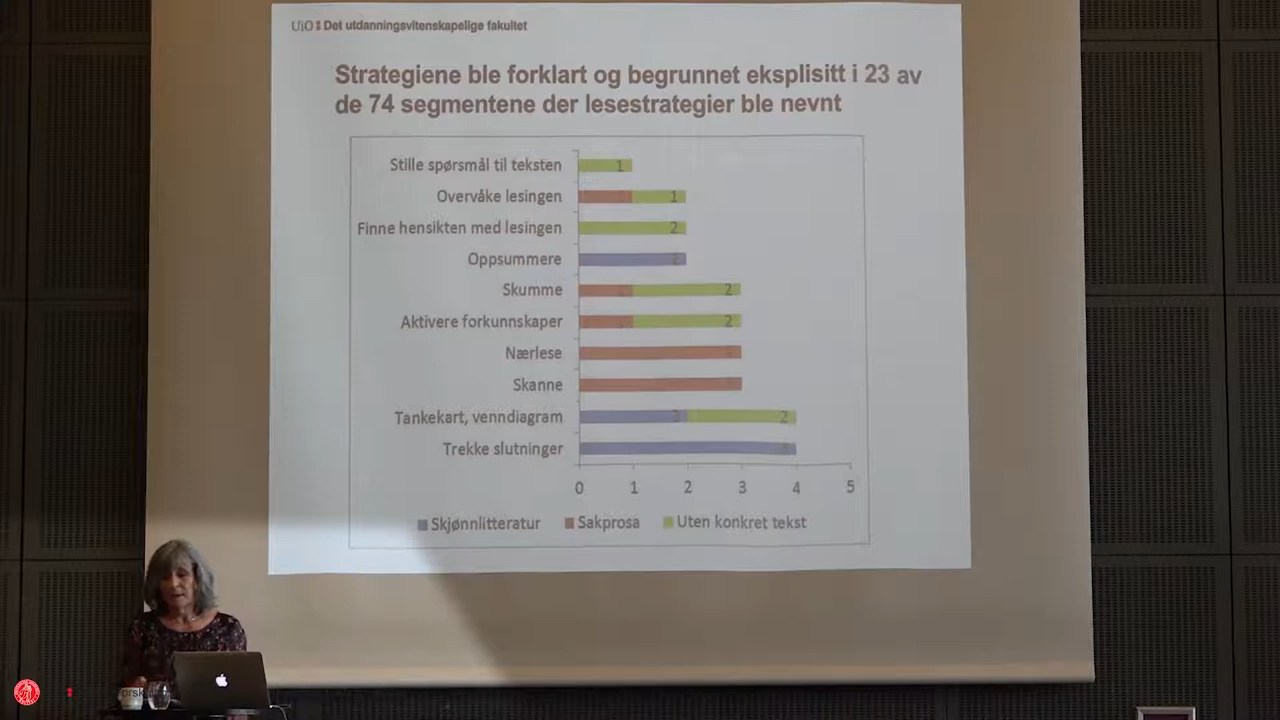 UiO Det utdanningsvitenskapelige fakultet
Strategiene ble forklart og begrunnet eksplisitt i 23 av
de 74 segmentene der lesestrategier ble nevnt
Stille spørsmål til teksten 1
Overvåke lesingen 1
Finne hensikten med lesingen 2
Oppsummere
Skumme 2
Aktivere forkunnskaper 2
Nærlese
Skanne
Tankekart, venndiagram 2
Trekke slutninger
0 1 2 3 4 5
Skjønnlitteratur Sakprosa Uten konkret tekst